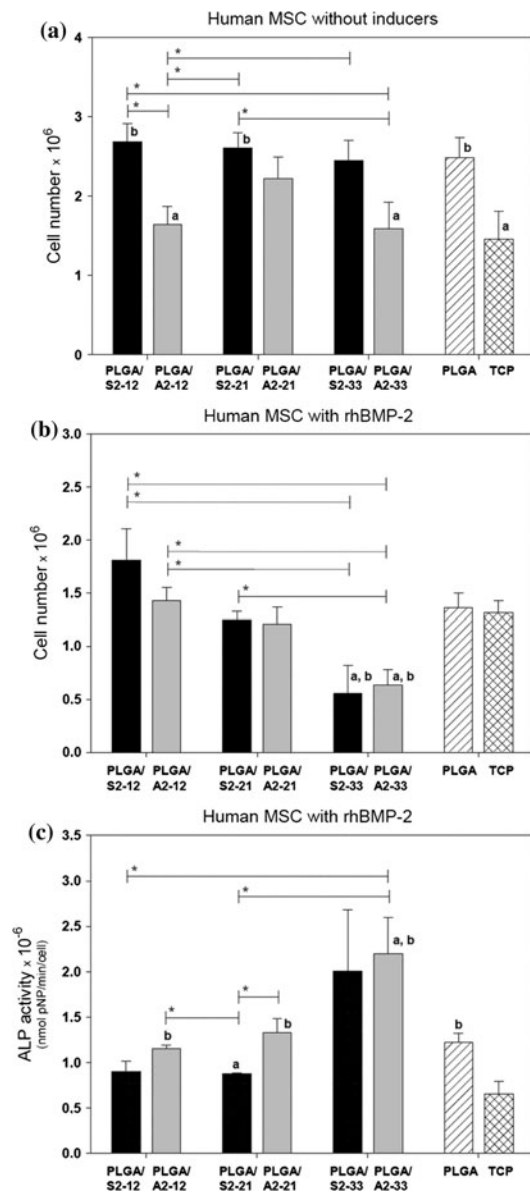 (a)
Human MSC without inducers
Cell number x 10⁶
4
3
2
1
0
*
*
*
*
*
b
a
b
a
b
a
PLGA/ S2-12
PLGA/ A2-12
PLGA/ S2-21
PLGA/ A2-21
PLGA/ S2-33
PLGA/ A2-33
PLGA
TCP
(b)
Human MSC with rhBMP-2
Cell number x 10⁶
3.0
2.5
2.0
1.5
1.0
0.5
0.0
*
*
*
*
*
a, b
a, b
PLGA/ S2-12
PLGA/ A2-12
PLGA/ S2-21
PLGA/ A2-21
PLGA/ S2-33
PLGA/ A2-33
PLGA
TCP
(c)
Human MSC with rhBMP-2
ALP activity x 10⁻⁶
(nmol pNP/min/cell)
3.5
3.0
2.5
2.0
1.5
1.0
0.5
0.0
*
*
*
*
b
a
b
a, b
b
PLGA/ S2-12
PLGA/ A2-12
PLGA/ S2-21
PLGA/ A2-21
PLGA/ S2-33
PLGA/ A2-33
PLGA
TCP